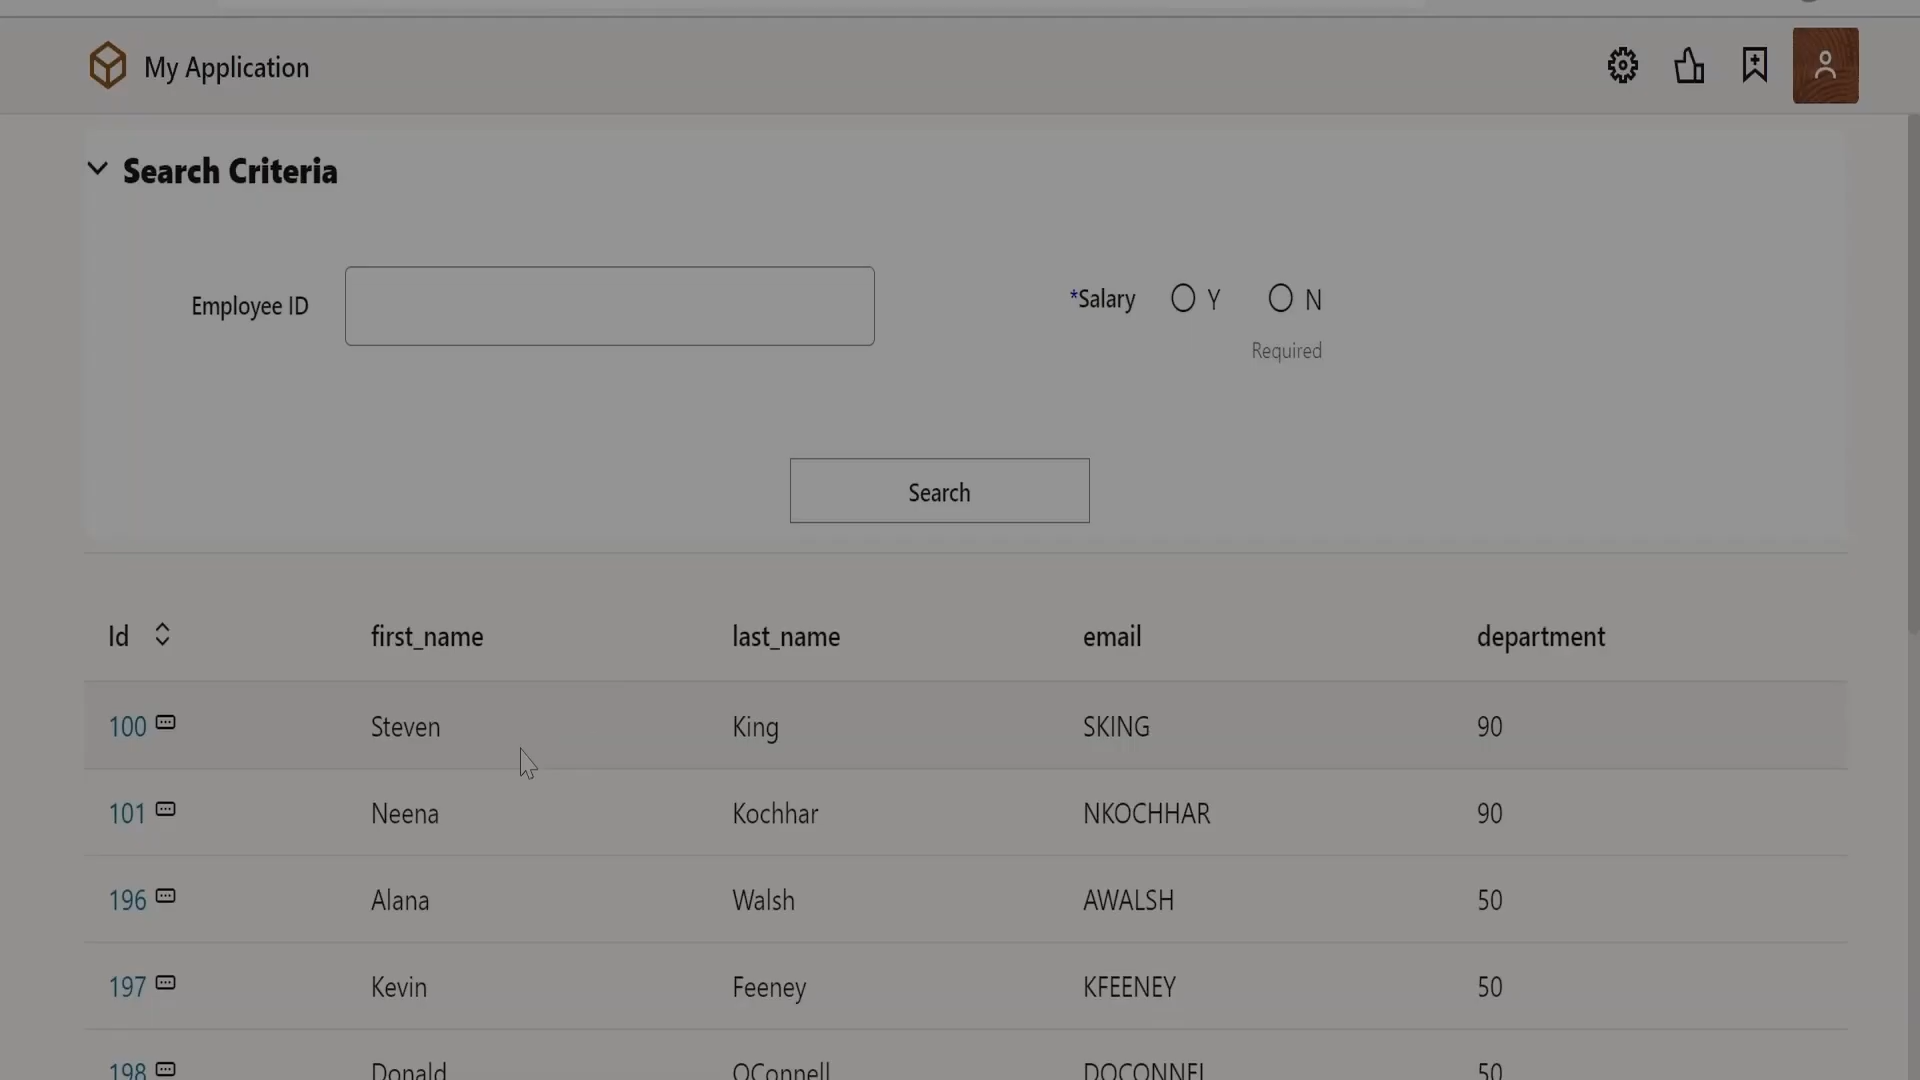 My Application
Search Criteria
Employee ID
*Salary Y N
Required
Search
Id first_name last_name email department
100 Steven King SKING 90
101 Neena Kochhar NKOCHHAR 90
196 Alana Walsh AWALSH 50
197 Kevin Feeney KFEENEY 50
198 Donald OConnell DOCONNEL 50